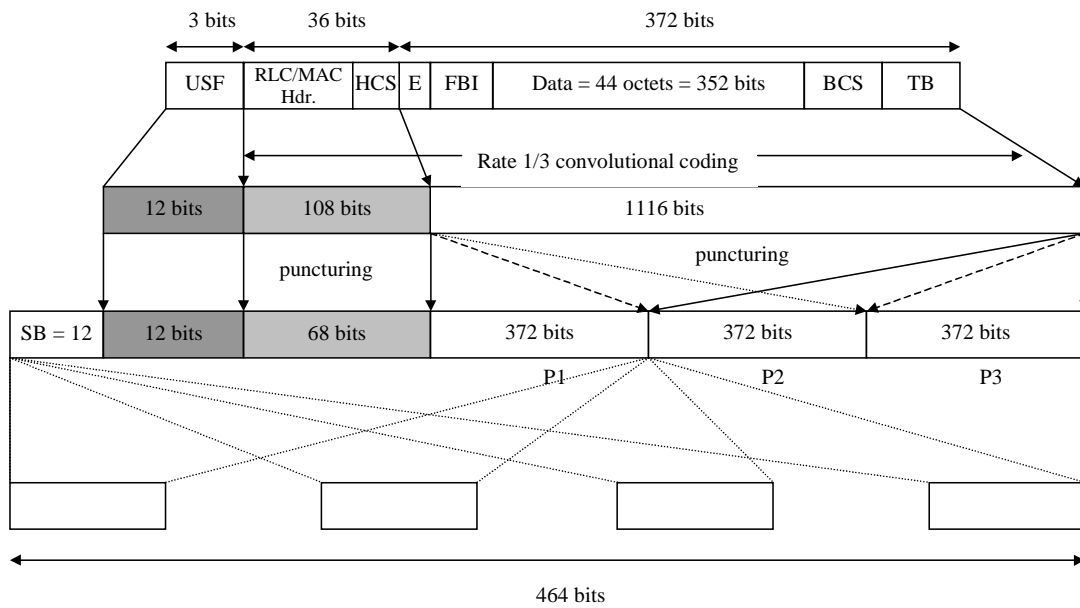 3 bits 36 bits 372 bits
USF RLC/MAC Hdr. HCS E FBI Data = 44 octets = 352 bits BCS TB
Rate 1/3 convolutional coding
12 bits 108 bits 1116 bits
puncturing puncturing
SB = 12 12 bits 68 bits 372 bits 372 bits 372 bits
P1 P2 P3
464 bits